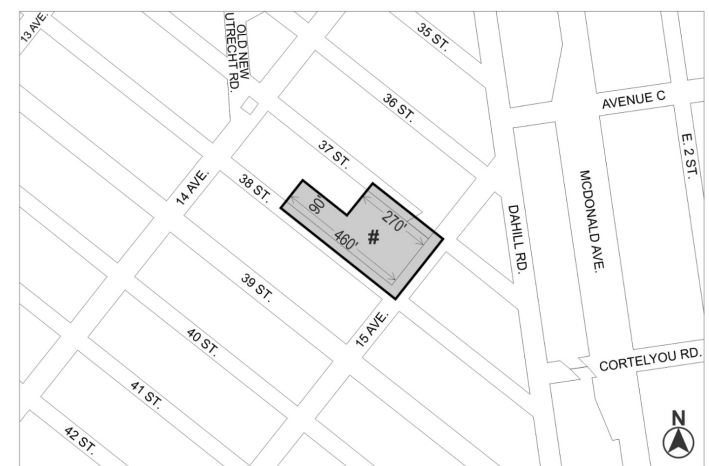 13 AVE.
OLD NEW
UTRECHT RD.
35 ST.
36 ST.
AVENUE C
E. 2 ST.
37 ST.
14 AVE.
38 ST.
90'
270'
#
460'
DAHILL RD.
MCDONALD AVE.
39 ST.
40 ST.
15 AVE.
CORTELYOU RD.
41 ST.
42 ST.
N